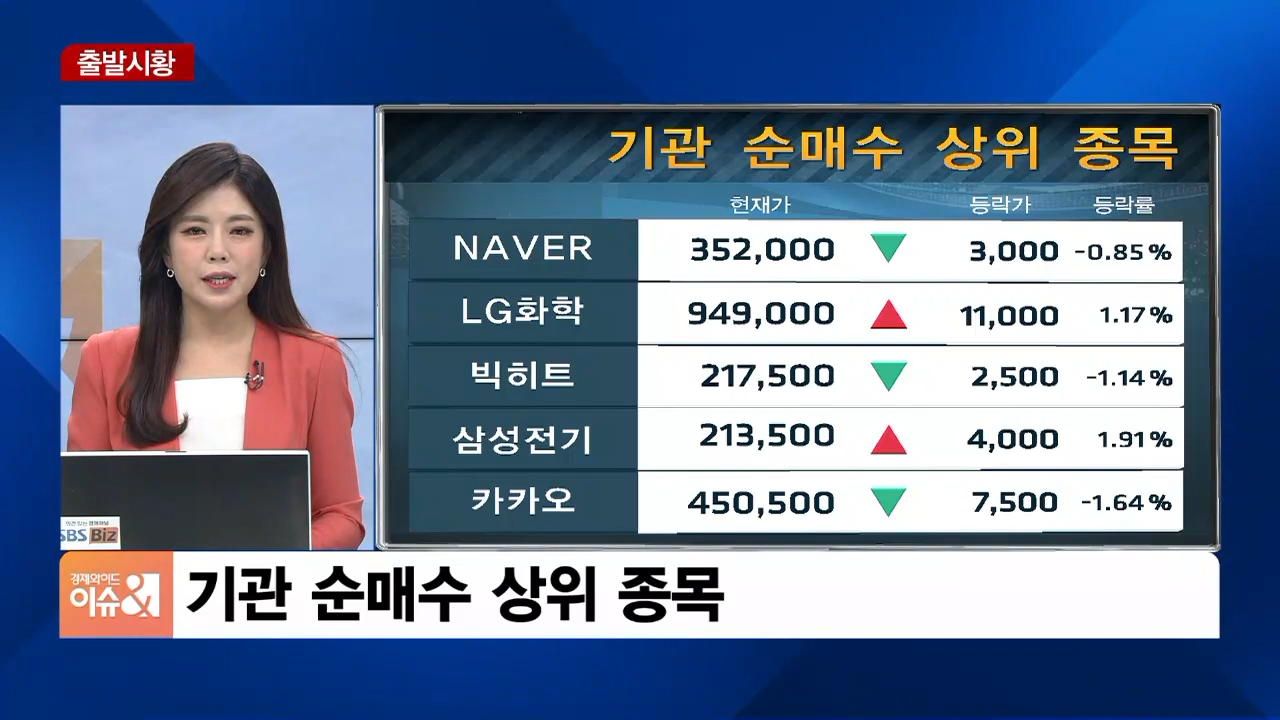 출발시황
기관 순매수 상위 종목
현재가 등락가 등락률
NAVER 352,000 ▼ 3,000 -0.85%
LG화학 949,000 ▲ 11,000 1.17%
빅히트 217,500 ▼ 2,500 -1.14%
삼성전기 213,500 ▲ 4,000 1.91%
카카오 450,500 ▼ 7,500 -1.64%
SBS Biz
경제와이드
이슈&
기관 순매수 상위 종목